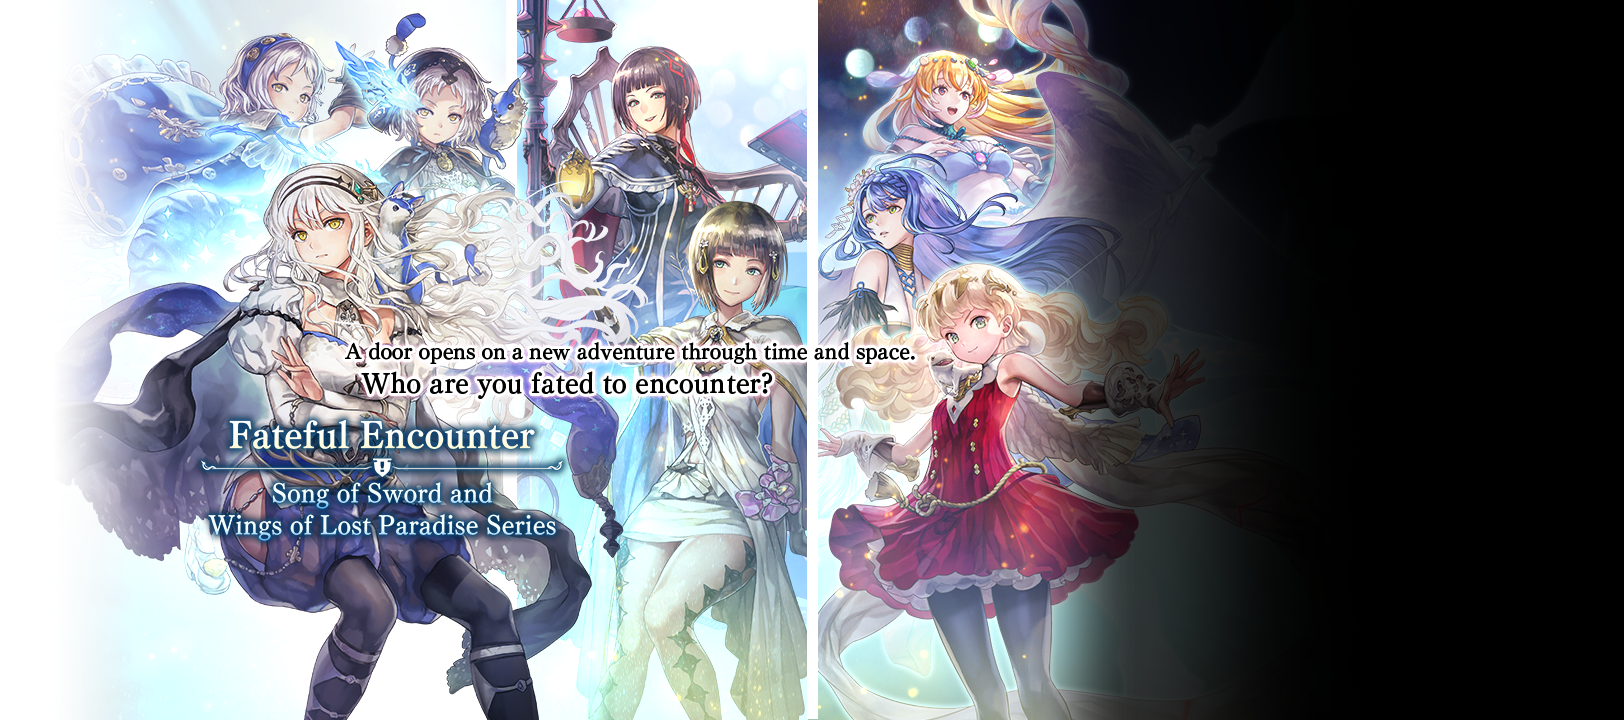 A door opens on a new adventure through time and space.
Who are you fated to encounter?
Fateful Encounter
Song of Sword and
Wings of Lost Paradise Series